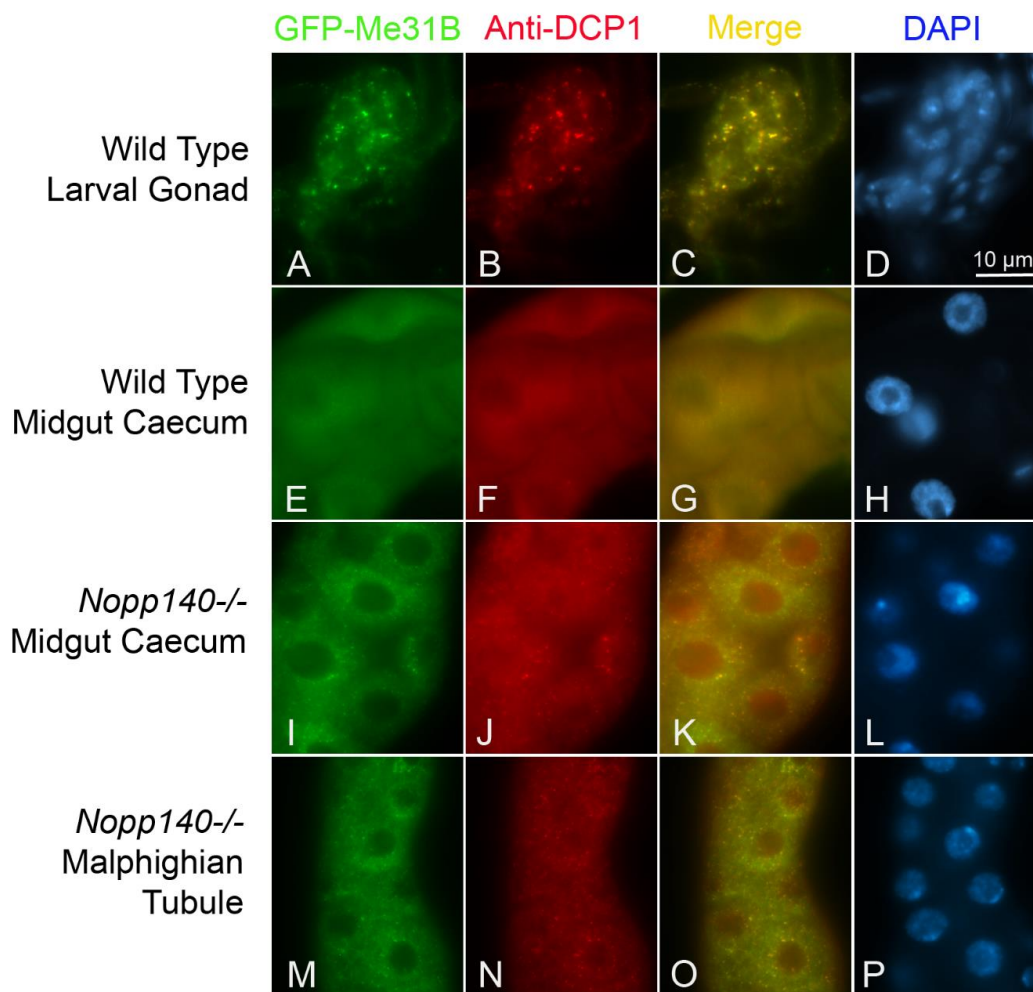 GFP-Me31B Anti-DCP1 Merge DAPI
Wild Type
Larval Gonad
A B C D
10 µm
Wild Type
Midgut Caecum
E F G H
Nopp140-/-
Midgut Caecum
I J K L
Nopp140-/-
Malphighian
Tubule
M N O P